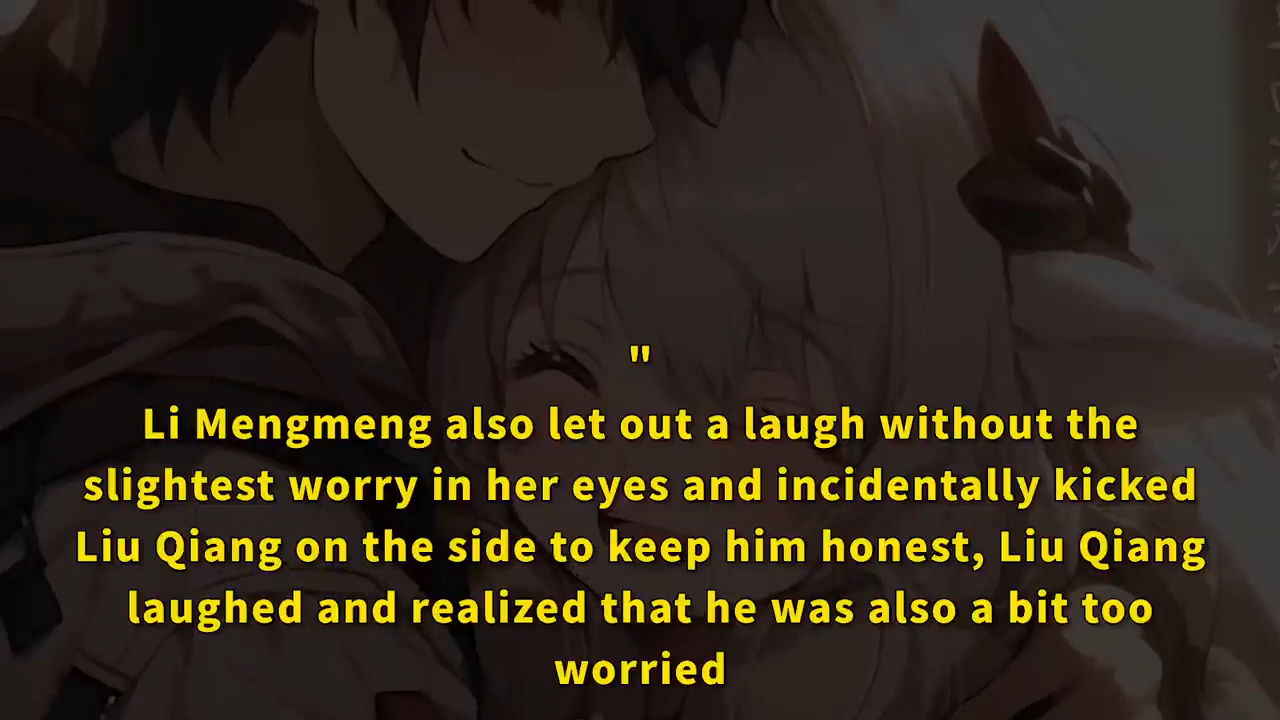 "
Li Mengmeng also let out a laugh without the
slightest worry in her eyes and incidentally kicked
Liu Qiang on the side to keep him honest, Liu Qiang
laughed and realized that he was also a bit too
worried